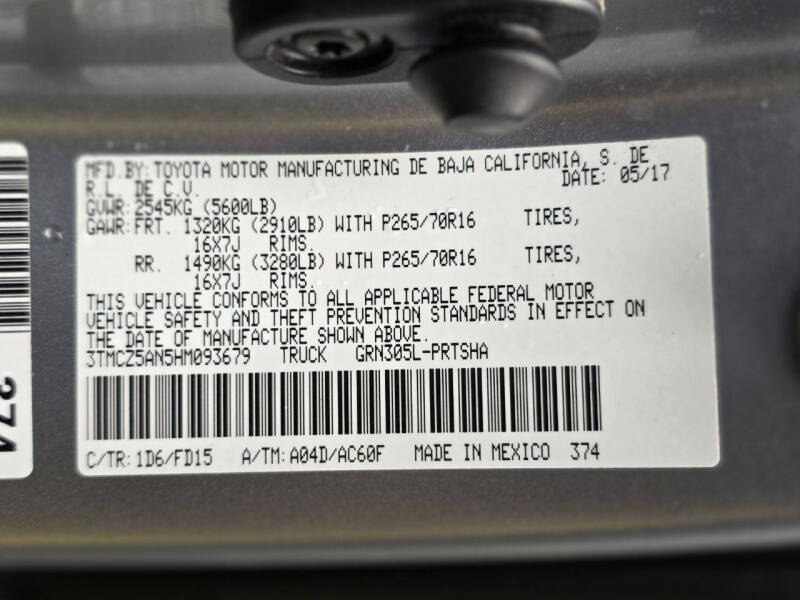 MFD.BY: TOYOTA MOTOR MANUFACTURING DE BAJA CALIFORNIA, S. DE
R.L. DE C.V. DATE: 05/17
GVWR: 2545KG (5600LB)
GAWR: FRT. 1320KG (2910LB) WITH P265/70R16 TIRES,
16X7J RIMS.
RR. 1490KG (3280LB) WITH P265/70R16 TIRES,
16X7J RIMS.
THIS VEHICLE CONFORMS TO ALL APPLICABLE FEDERAL MOTOR
VEHICLE SAFETY AND THEFT PREVENTION STANDARDS IN EFFECT ON
THE DATE OF MANUFACTURE SHOWN ABOVE.
3TMCZ5AN5HM093679 TRUCK GRN305L-PRTSHA
C/TR: 1D6/FD15 A/TM: A04D/AC60F MADE IN MEXICO 374